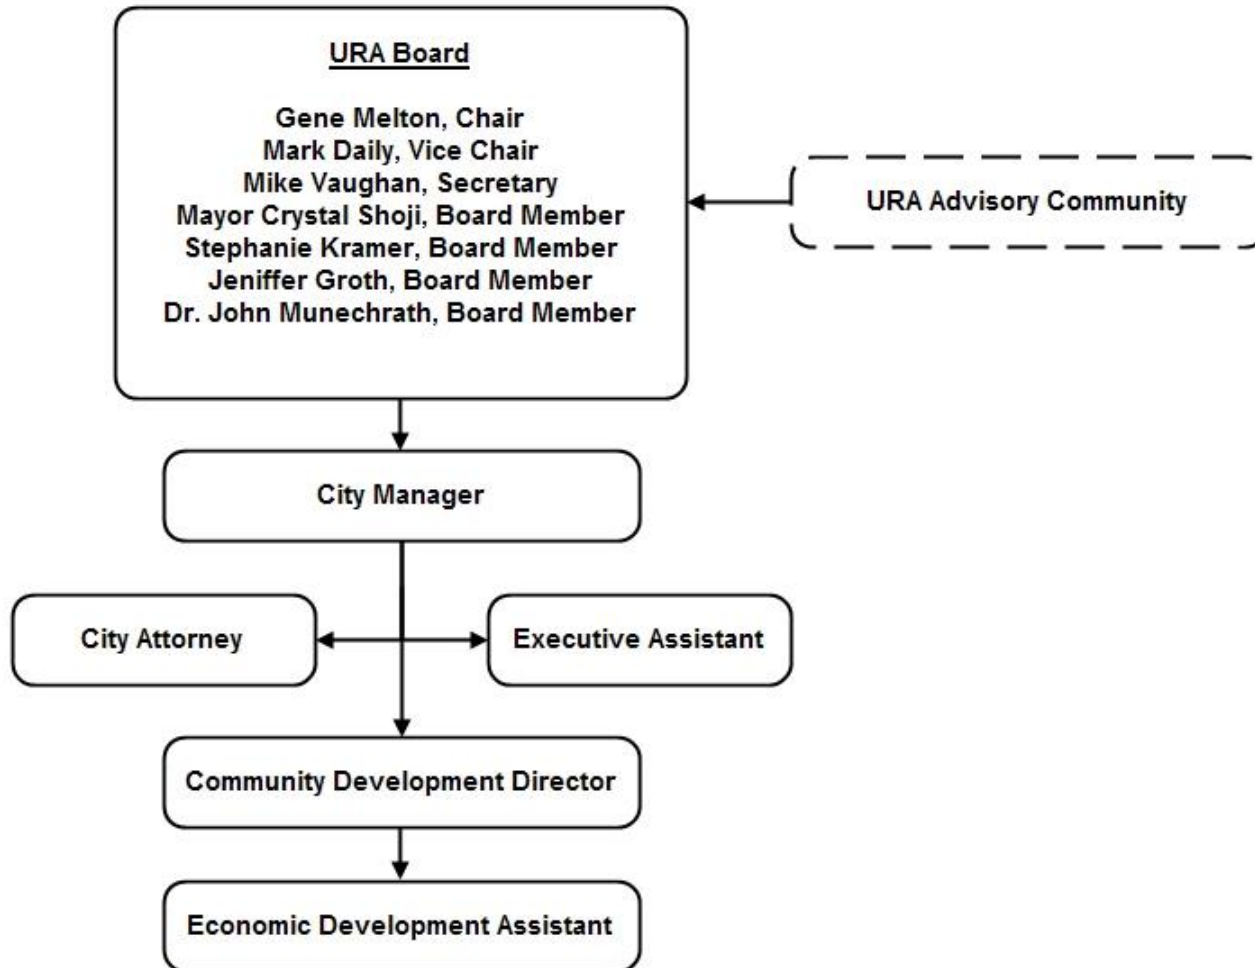 URA Board
Gene Melton, Chair
Mark Daily, Vice Chair
Mike Vaughan, Secretary
Mayor Crystal Shoji, Board Member
Stephanie Kramer, Board Member
Jeniffer Groth, Board Member
Dr. John Munechrath, Board Member
URA Advisory Community
City Manager
City Attorney
Executive Assistant
Community Development Director
Economic Development Assistant